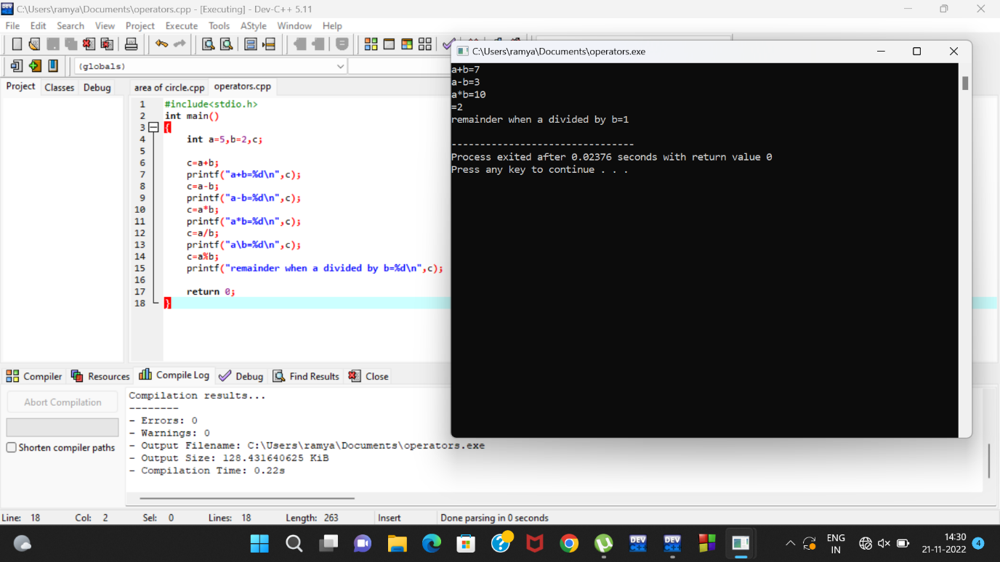 C:\Users\ramya\Documents\operators.cpp - [Executing] - Dev-C++ 5.11
File Edit Search View Project Execute Tools AStyle Window Help
(globals)
Project Classes Debug
area of circle.cpp operators.cpp
1 #include<stdio.h>
2 int main()
3 {
4 int a=5,b=2,c;
5
6 c=a+b;
7 printf("a+b=%d\n",c);
8 c=a-b;
9 printf("a-b=%d\n",c);
10 c=a*b;
11 printf("a*b=%d\n",c);
12 c=a/b;
13 printf("a\b=%d\n",c);
14 c=a%b;
15 printf("remainder when a divided by b=%d\n",c);
16
17 return 0;
18 }
C:\Users\ramya\Documents\operators.exe
a+b=7
a-b=3
a*b=10
=2
remainder when a divided by b=1
--------------------------------
Process exited after 0.02376 seconds with return value 0
Press any key to continue . . .
Compiler Resources Compile Log Debug Find Results Close
Abort Compilation
Shorten compiler paths
Compilation results...
--------
- Errors: 0
- Warnings: 0
- Output Filename: C:\Users\ramya\Documents\operators.exe
- Output Size: 128.431640625 KiB
- Compilation Time: 0.22s
Line: 18 Col: 2 Sel: 0 Lines: 18 Length: 263 Insert Done parsing in 0 seconds
DEV
DEV
ENG
IN
14:30
21-11-2022
4